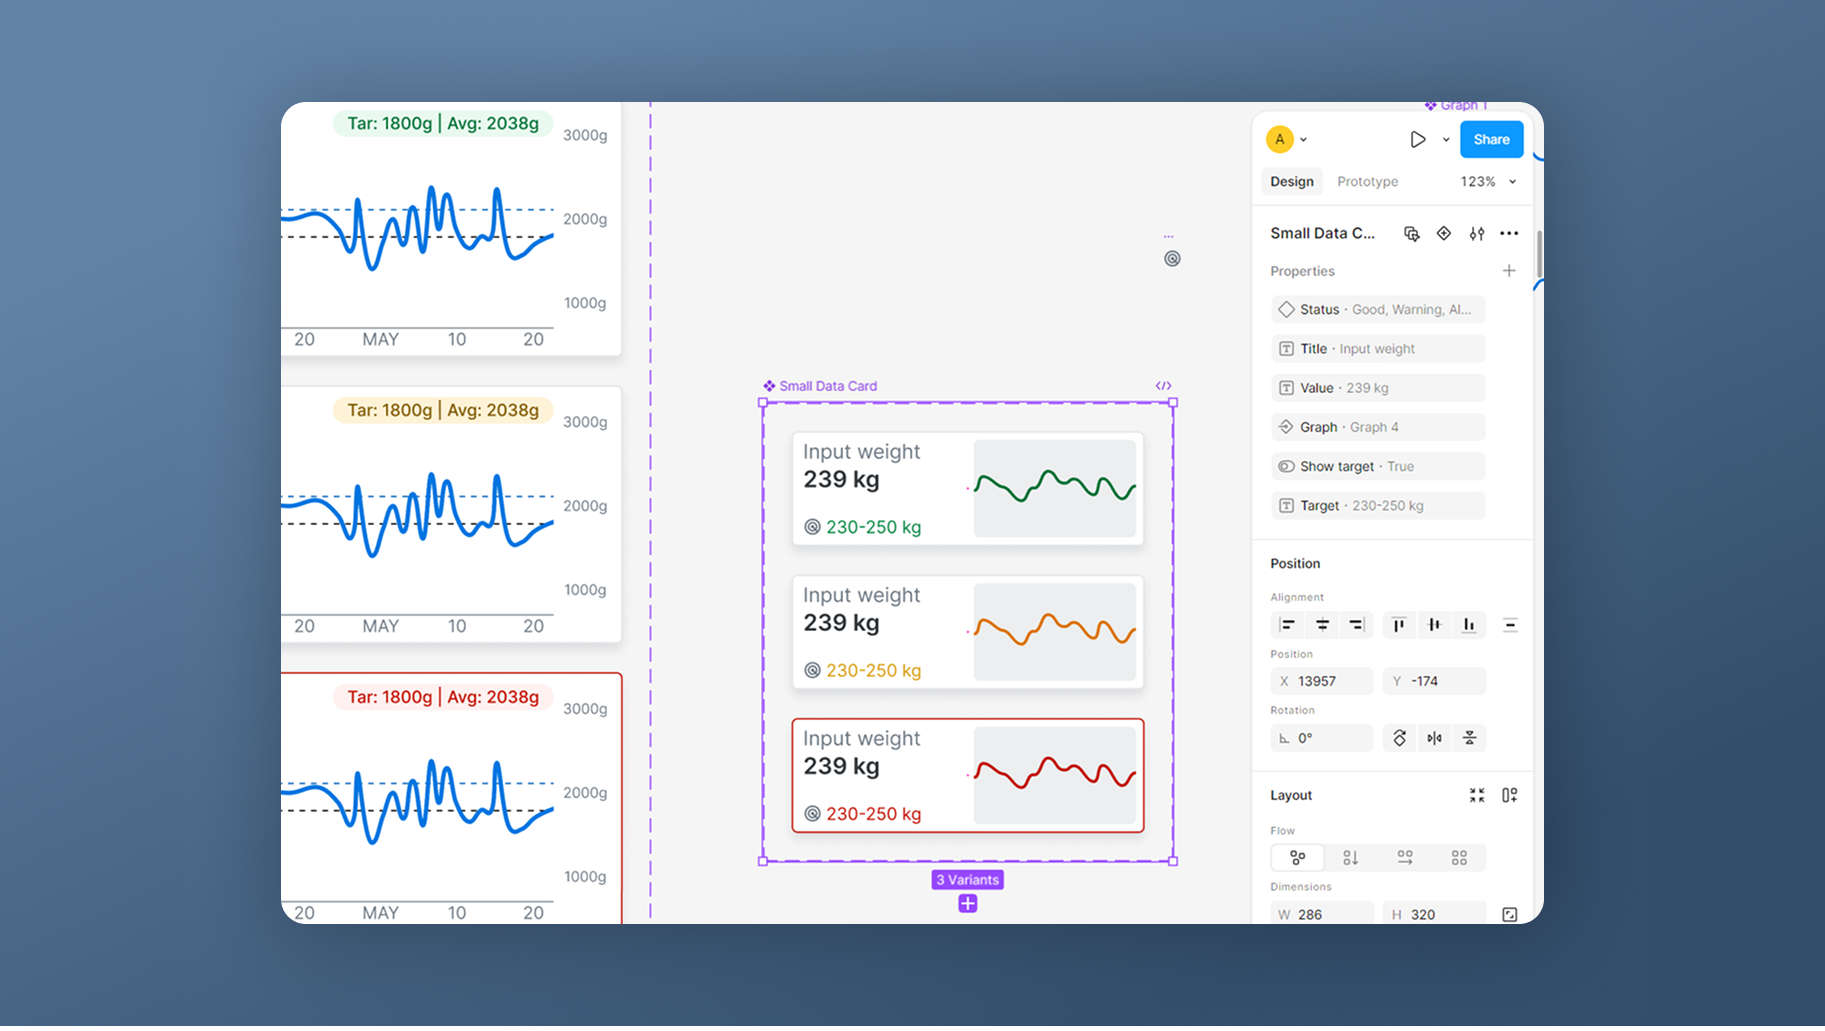 Tar: 1800g | Avg: 2038g
3000g
2000g
1000g
20 MAY 10 20
Tar: 1800g | Avg: 2038g
3000g
2000g
1000g
20 MAY 10 20
Tar: 1800g | Avg: 2038g
3000g
2000g
1000g
20 MAY 10 20
...
Small Data Card
</>
Input weight
239 kg
230-250 kg
Input weight
239 kg
230-250 kg
Input weight
239 kg
230-250 kg
3 Variants
Graph 1
A
Share
Design Prototype 123%
Small Data C...
Properties
Status · Good, Warning, Al...
Title · Input weight
Value · 239 kg
Graph · Graph 4
Show target · True
Target · 230-250 kg
Position
Alignment
Position
X 13957 Y -174
Rotation
0°
Layout
Flow
Dimensions
W 286 H 320